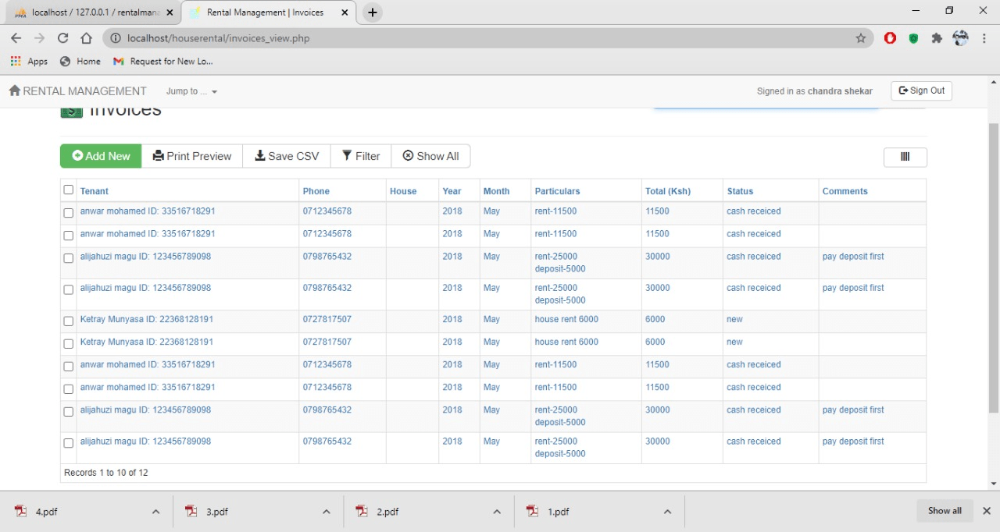 localhost / 127.0.0.1 / rentalmana
Rental Management | Invoices
localhost/houserental/invoices_view.php
Apps Home Request for New Lo...
RENTAL MANAGEMENT Jump to ... Signed in as chandra shekar Sign Out
Invoices
Add New Print Preview Save CSV Filter Show All
Tenant Phone House Year Month Particulars Total (Ksh) Status Comments
anwar mohamed ID: 33516718291 0712345678 2018 May rent-11500 11500 cash received
anwar mohamed ID: 33516718291 0712345678 2018 May rent-11500 11500 cash received
alijahuzi magu ID: 123456789098 0798765432 2018 May rent-25000 30000 cash received pay deposit first
deposit-5000
alijahuzi magu ID: 123456789098 0798765432 2018 May rent-25000 30000 cash received pay deposit first
deposit-5000
Ketray Munyasa ID: 22368128191 0727817507 2018 May house rent 6000 6000 new
Ketray Munyasa ID: 22368128191 0727817507 2018 May house rent 6000 6000 new
anwar mohamed ID: 33516718291 0712345678 2018 May rent-11500 11500 cash received
anwar mohamed ID: 33516718291 0712345678 2018 May rent-11500 11500 cash received
alijahuzi magu ID: 123456789098 0798765432 2018 May rent-25000 30000 cash received pay deposit first
deposit-5000
alijahuzi magu ID: 123456789098 0798765432 2018 May rent-25000 30000 cash received pay deposit first
deposit-5000
Records 1 to 10 of 12
4.pdf 3.pdf 2.pdf 1.pdf Show all